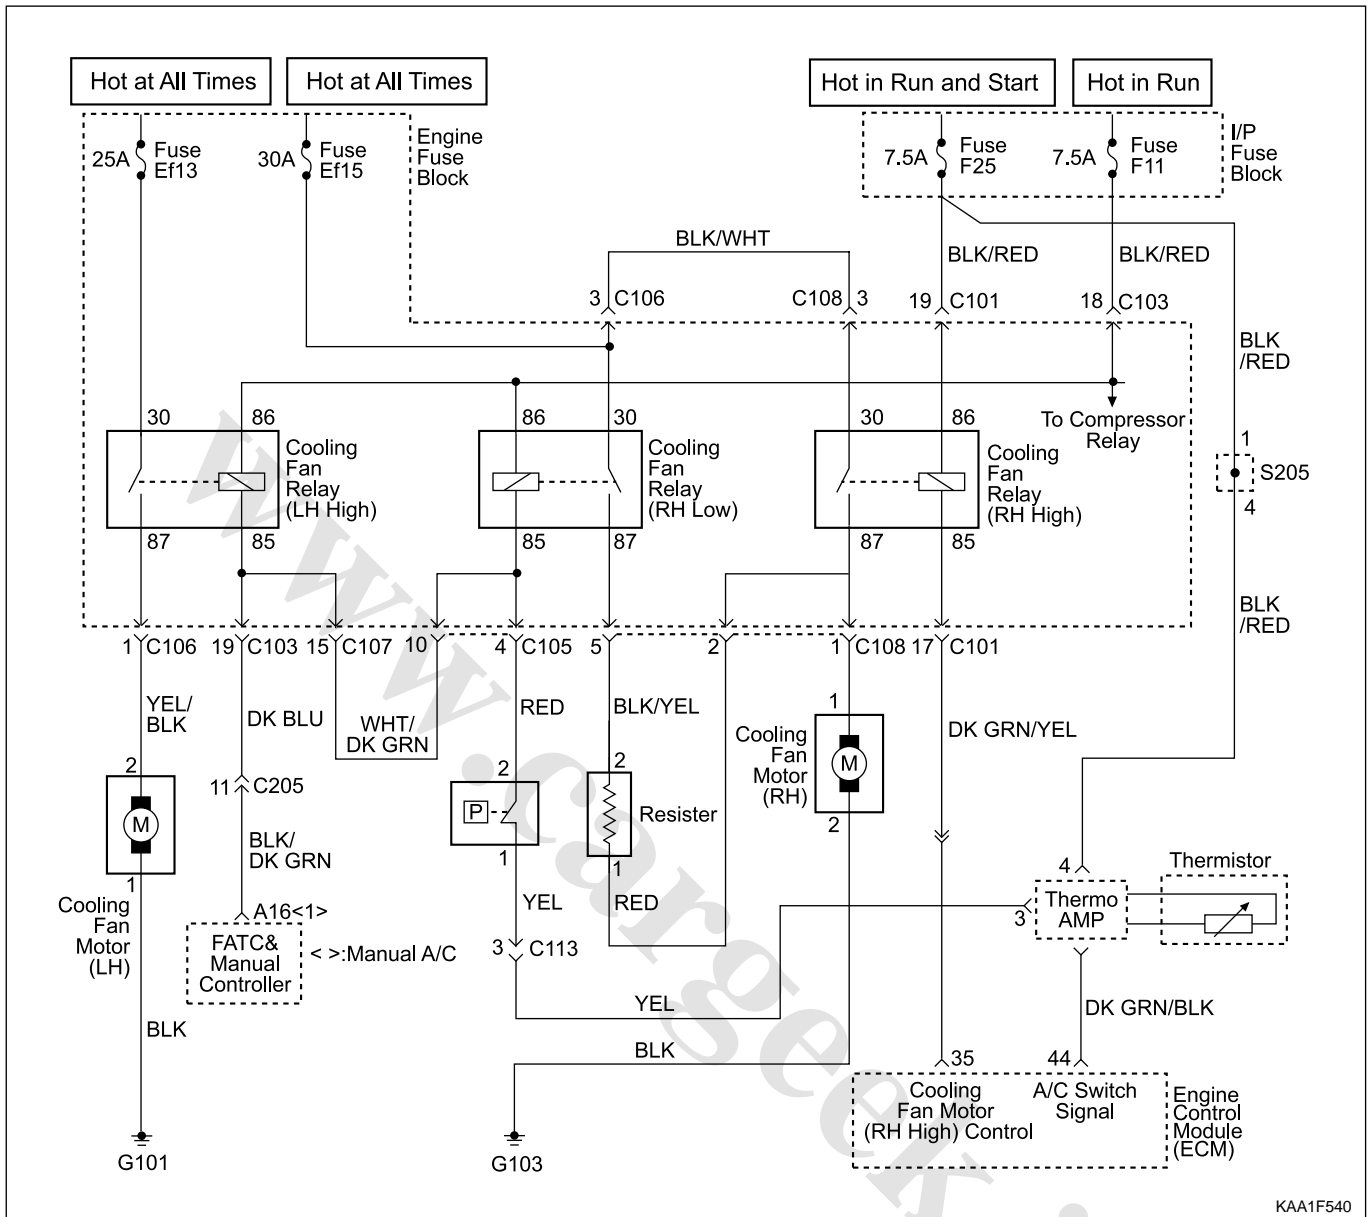 Hot at All Times
Hot at All Times
Hot in Run and Start
Hot in Run
25A
Fuse
Ef13
30A
Fuse
Ef15
Engine
Fuse
Block
7.5A
Fuse
F25
7.5A
Fuse
F11
I/P
Fuse
Block
BLK/WHT
BLK/RED
BLK/RED
3 C106
C108 3
19 C101
18 C103
BLK
/RED
30
86
Cooling
Fan
Relay
(LH High)
87
85
86
30
Cooling
Fan
Relay
(RH Low)
85
87
30
86
Cooling
Fan
Relay
(RH High)
87
85
To Compressor
Relay
1
S205
4
BLK
/RED
1 C106
19 C103
15 C107
10
4 C105
5
2
1 C108
17 C101
YEL/
BLK
DK BLU
WHT/
DK GRN
RED
BLK/YEL
DK GRN/YEL
2
M
1
Cooling
Fan
Motor
(LH)
11 C205
BLK/
DK GRN
A16<1>
FATC&
Manual
Controller
< >:Manual A/C
2
P
1
YEL
3 C113
YEL
2
Resister
1
RED
1
Cooling
Fan
Motor
(RH)
M
2
4
Thermo
AMP
3
Thermistor
BLK
G101
BLK
G103
DK GRN/BLK
35
44
Cooling
Fan Motor
(RH High) Control
A/C Switch
Signal
Engine
Control
Module
(ECM)
www.cargeek.i
KAA1F540